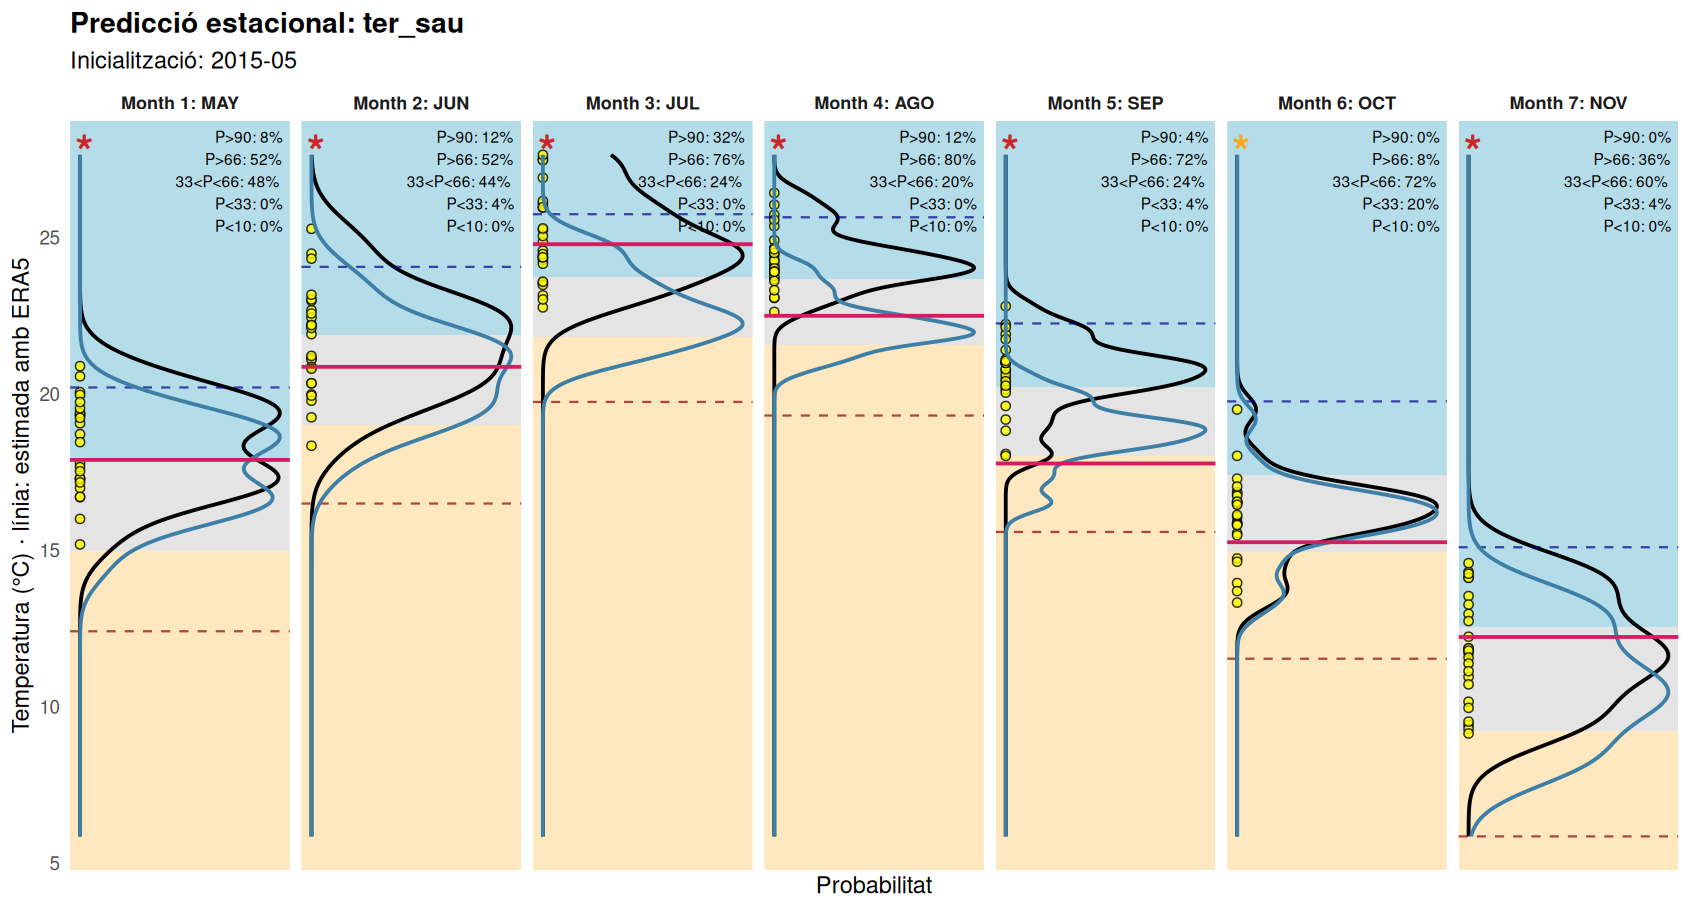 Predicció estacional: ter_sau
Inicialització: 2015-05
Month 1: MAY
Month 2: JUN
Month 3: JUL
Month 4: AGO
Month 5: SEP
Month 6: OCT
Month 7: NOV
*
P>90: 8%
P>66: 52%
33<P<66: 48%
P<33: 0%
P<10: 0%
*
P>90: 12%
P>66: 52%
33<P<66: 44%
P<33: 4%
P<10: 0%
*
P>90: 32%
P>66: 76%
33<P<66: 24%
P<33: 0%
P<10: 0%
*
P>90: 12%
P>66: 80%
33<P<66: 20%
P<33: 0%
P<10: 0%
*
P>90: 4%
P>66: 72%
33<P<66: 24%
P<33: 4%
P<10: 0%
*
P>90: 0%
P>66: 8%
33<P<66: 72%
P<33: 20%
P<10: 0%
*
P>90: 0%
P>66: 36%
33<P<66: 60%
P<33: 4%
P<10: 0%
Temperatura (°C) · línia: estimada amb ERA5
25
20
15
10
5
Probabilitat